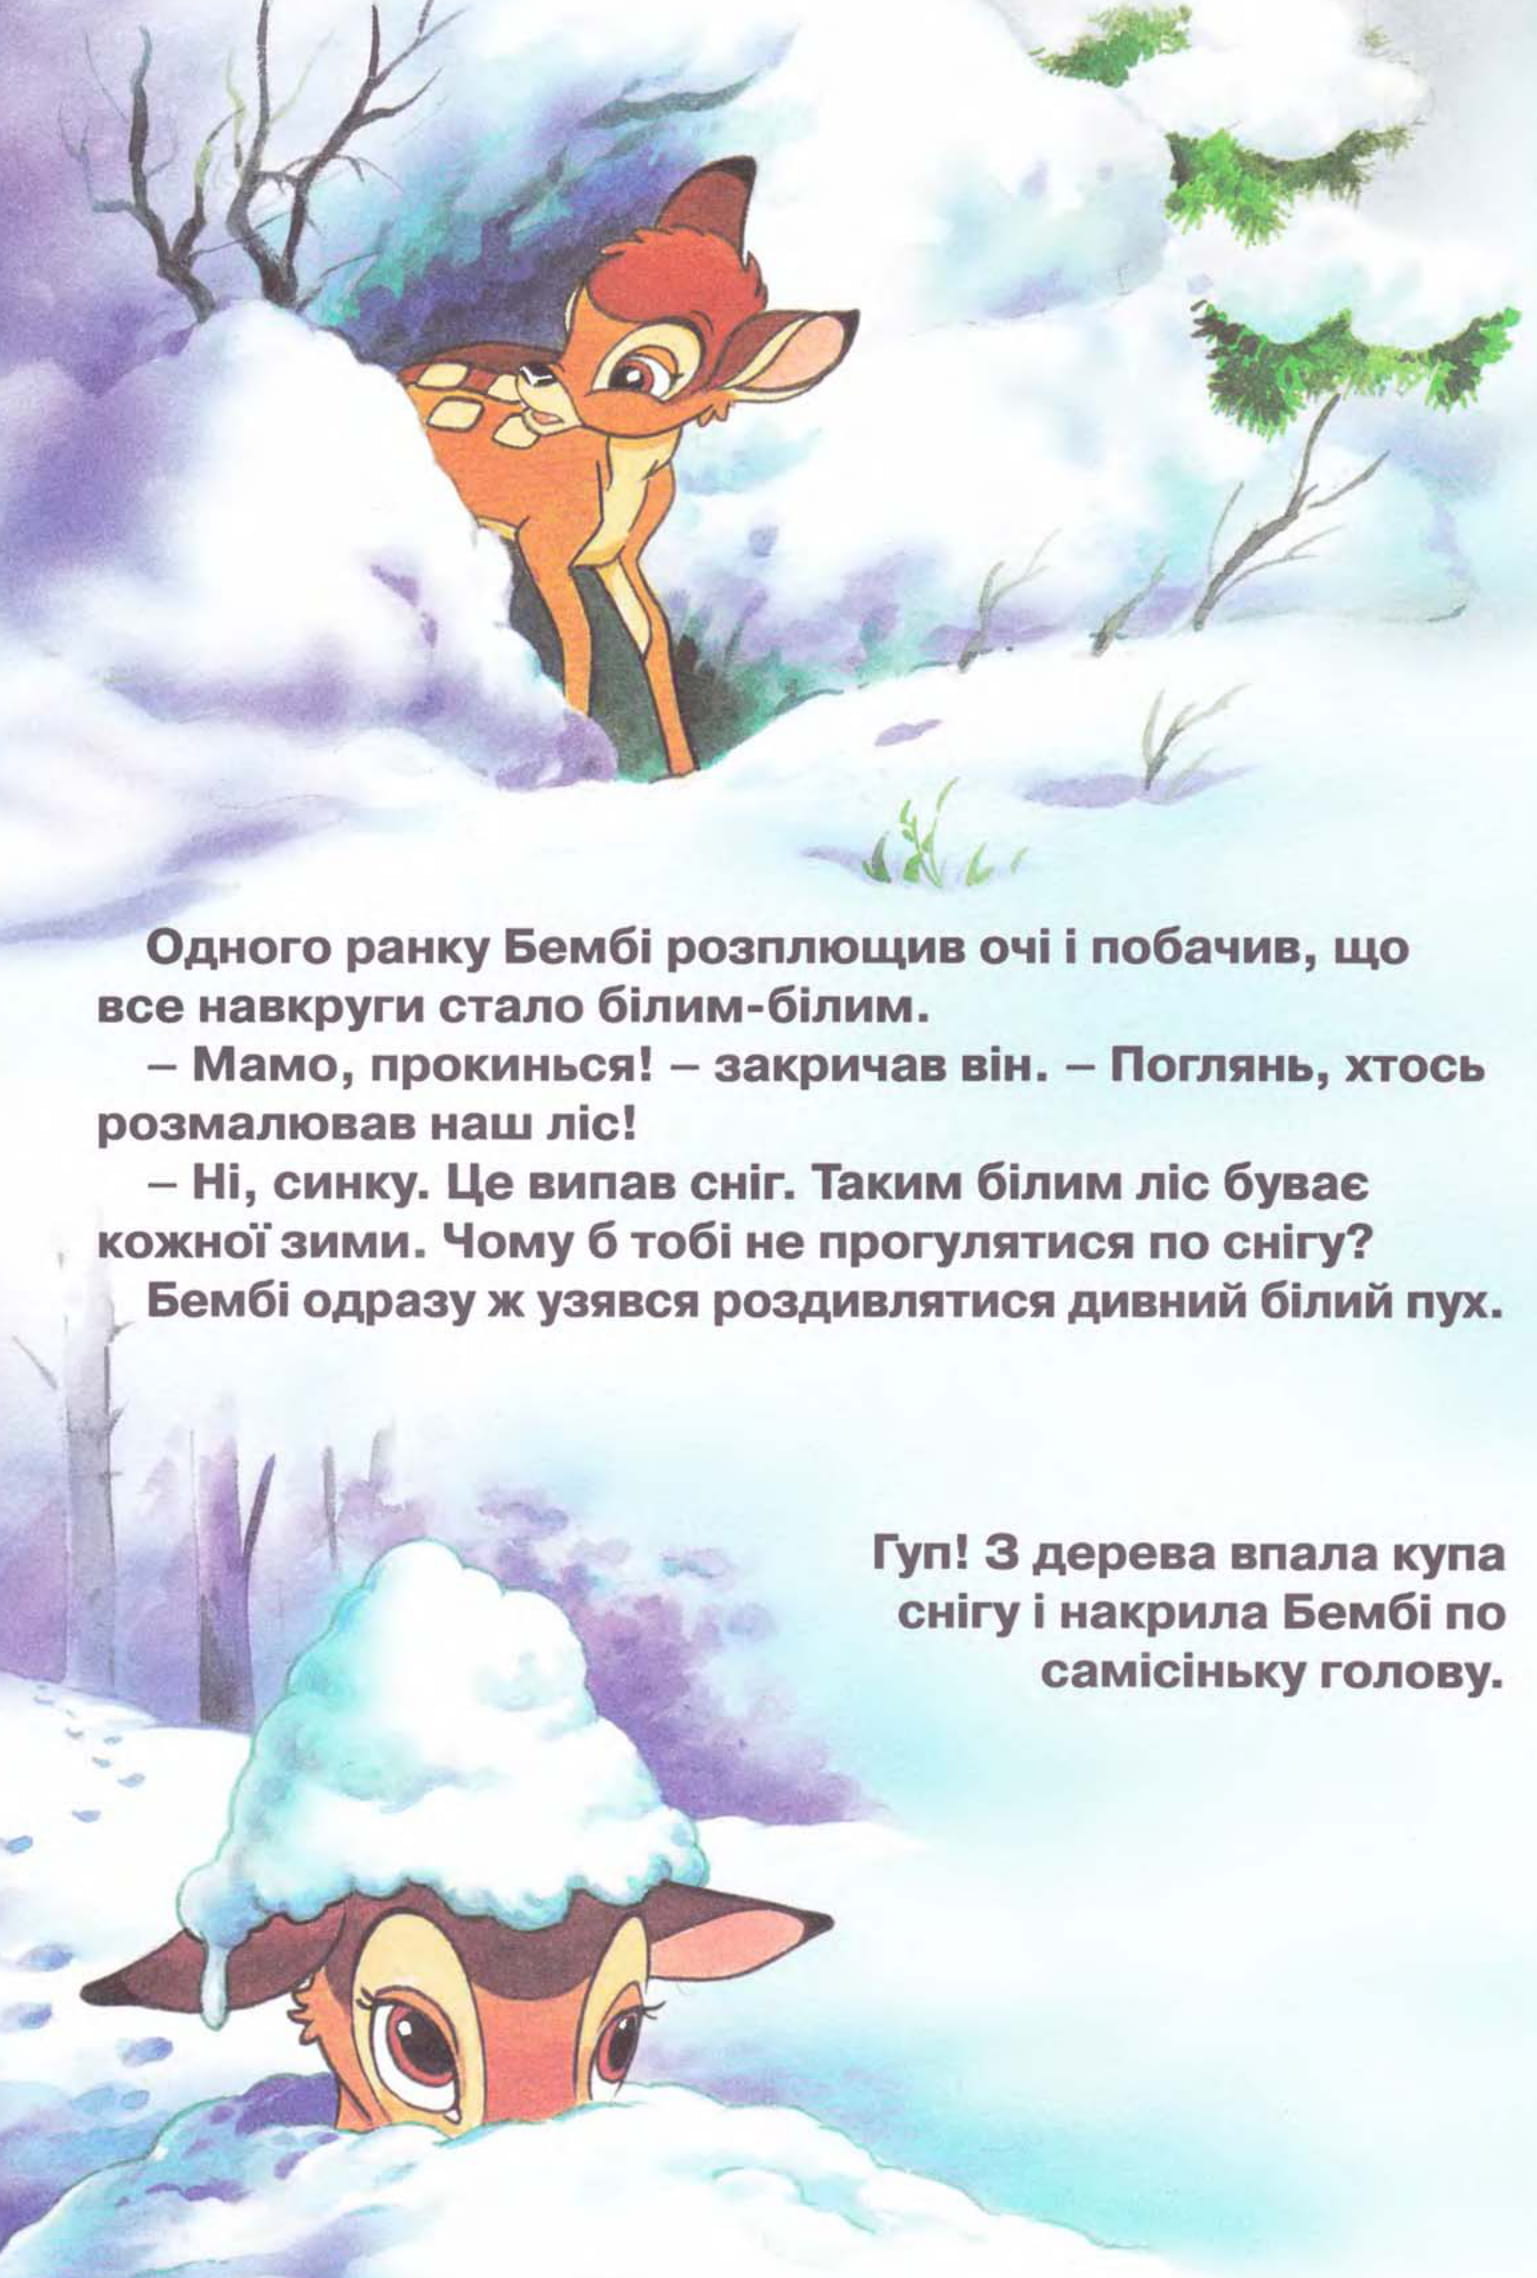 Одного ранку Бембі розплющив очі і побачив, що
все навкруги стало білим-білим.
– Мамо, прокинься! – закричав він. – Поглянь, хтось
розмалював наш ліс!
– Ні, синку. Це випав сніг. Таким білим ліс буває
кожної зими. Чому б тобі не прогулятися по снігу?
Бембі одразу ж узявся роздивлятися дивний білий пух.
Гуп! З дерева впала купа
снігу і накрила Бембі по
самісіньку голову.